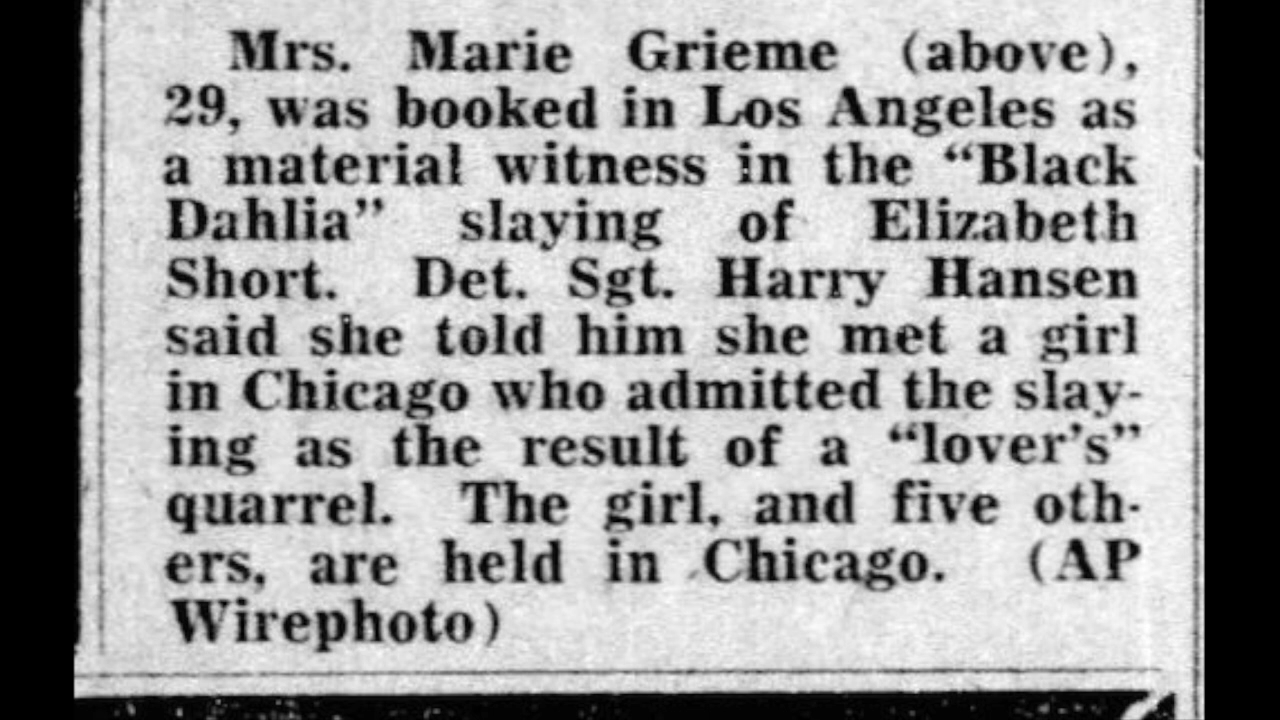 Mrs. Marie Grieme (above),
29, was booked in Los Angeles as
a material witness in the “Black
Dahlia” slaying of Elizabeth
Short. Det. Sgt. Harry Hansen
said she told him she met a girl
in Chicago who admitted the slay-
ing as the result of a “lover’s”
quarrel. The girl, and five oth-
ers, are held in Chicago. (AP
Wirephoto)